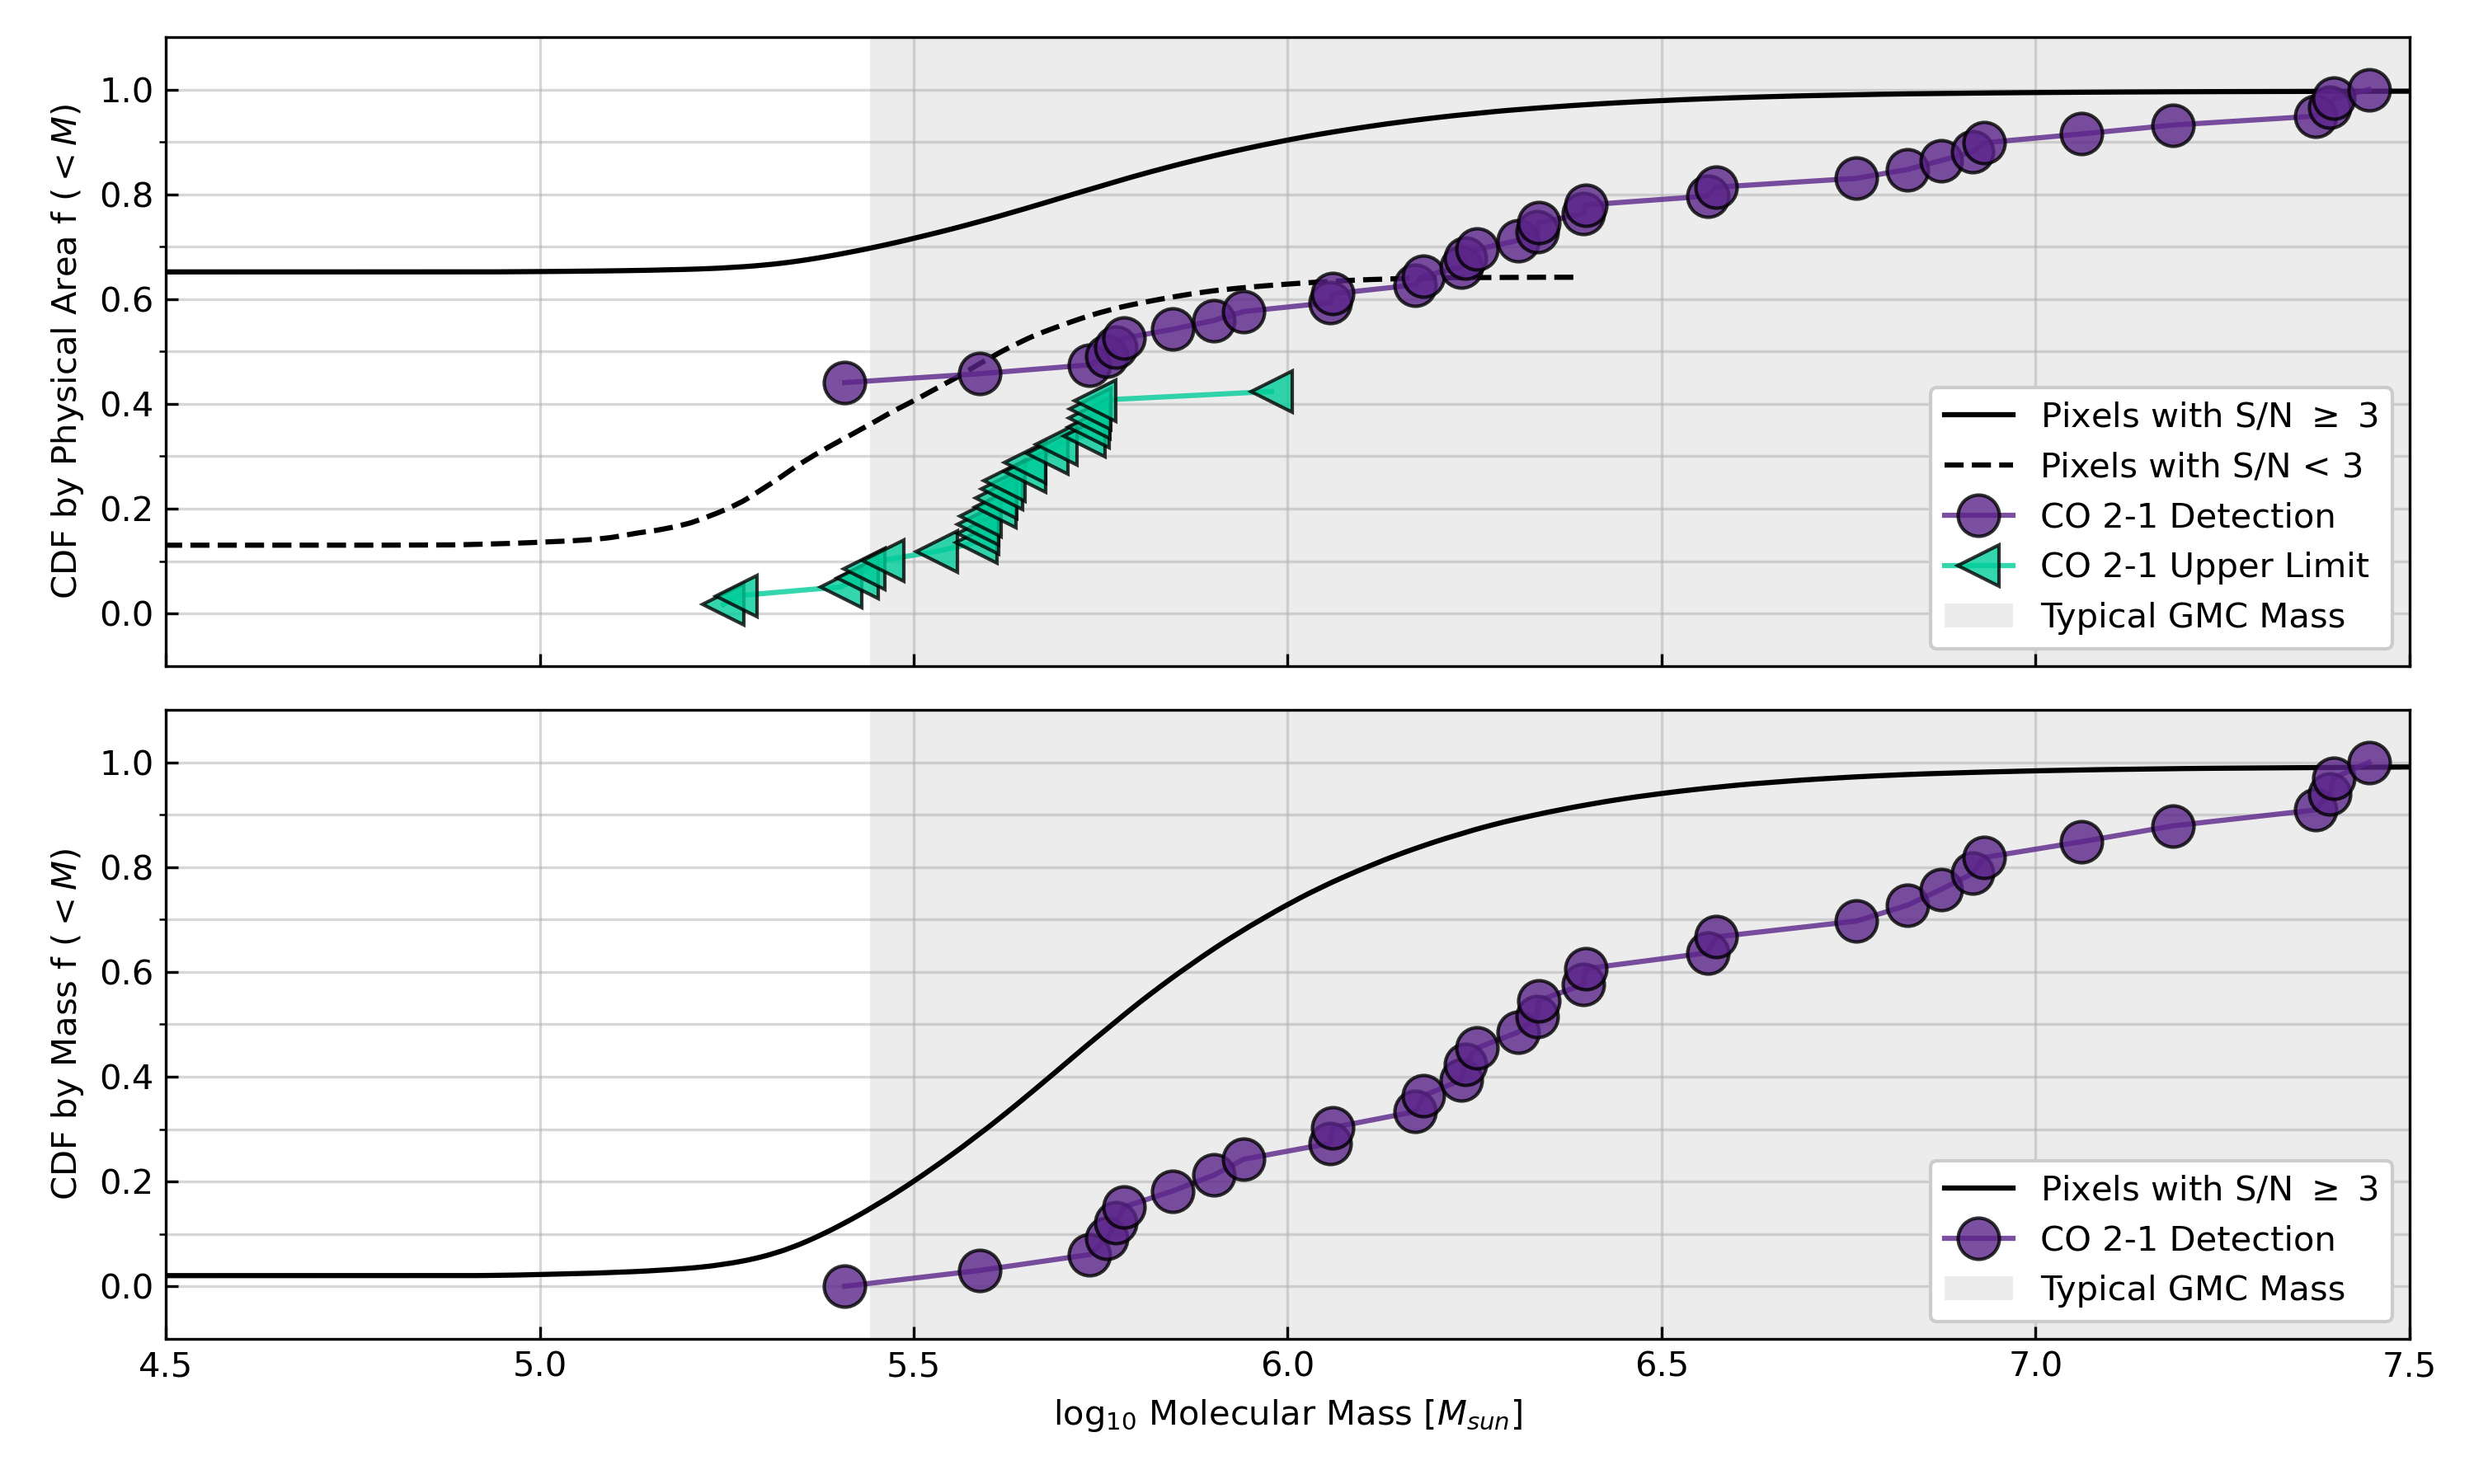 CDF by Physical Area f ( < M)
1.0
0.8
0.6
0.4
0.2
0.0
Pixels with S/N ≥ 3
Pixels with S/N < 3
CO 2-1 Detection
CO 2-1 Upper Limit
Typical GMC Mass
CDF by Mass f ( < M)
1.0
0.8
0.6
0.4
0.2
0.0
Pixels with S/N ≥ 3
CO 2-1 Detection
Typical GMC Mass
4.5 5.0 5.5 6.0 6.5 7.0 7.5
log₁₀ Molecular Mass [M_sun]